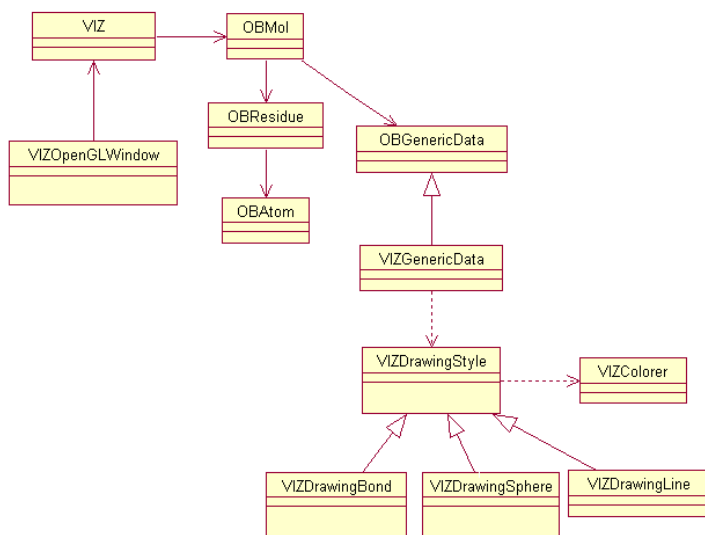 VIZ
OBMol
OBResidue
OBGenericData
VIZOpenGLWindow
OBAtom
VIZGenericData
VIZDrawingStyle
VIZColorer
VIZDrawingBond
VIZDrawingSphere
VIZDrawingLine